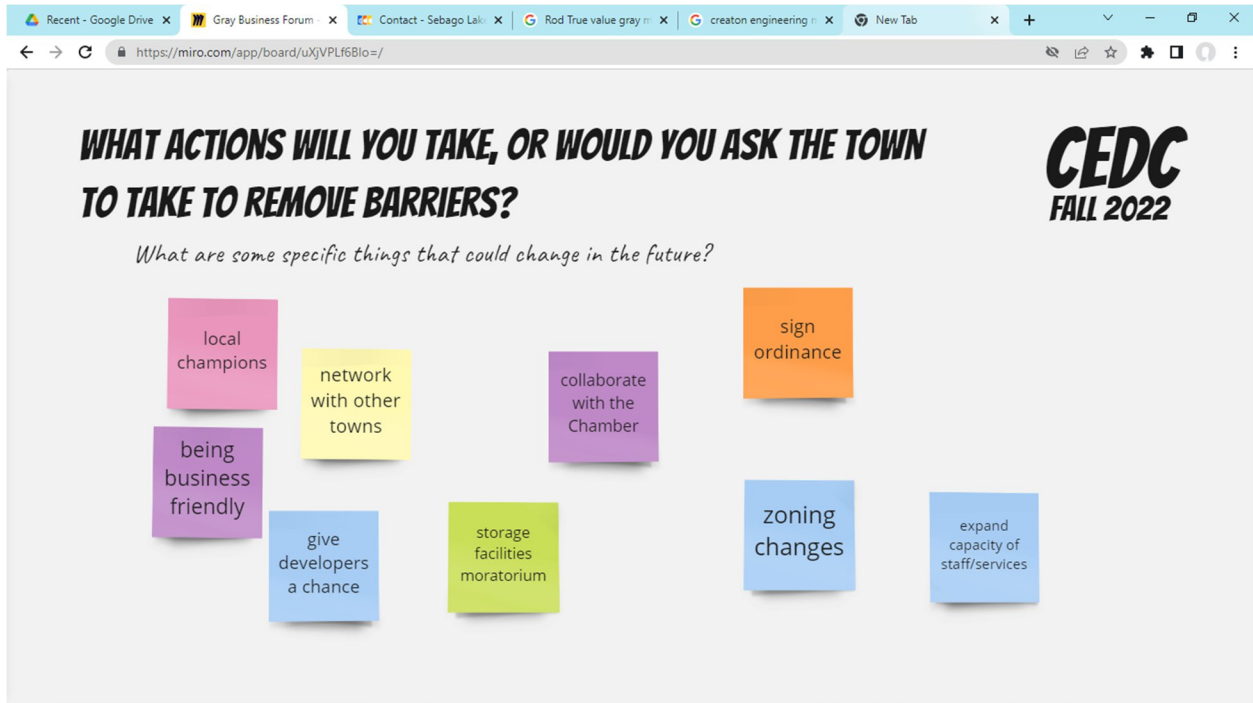 Recent - Google Drive
Gray Business Forum -
Contact - Sebago Lake
Rod True value gray m
creaton engineering
New Tab
https://miro.com/app/board/uXjVPLf6Blo=/
WHAT ACTIONS WILL YOU TAKE, OR WOULD YOU ASK THE TOWN
TO TAKE TO REMOVE BARRIERS?
CEDC
FALL 2022
What are some specific things that could change in the future?
local
champions
network
with other
towns
collaborate
with the
Chamber
sign
ordinance
being
business
friendly
give
developers
a chance
storage
facilities
moratorium
zoning
changes
expand
capacity of
staff/services